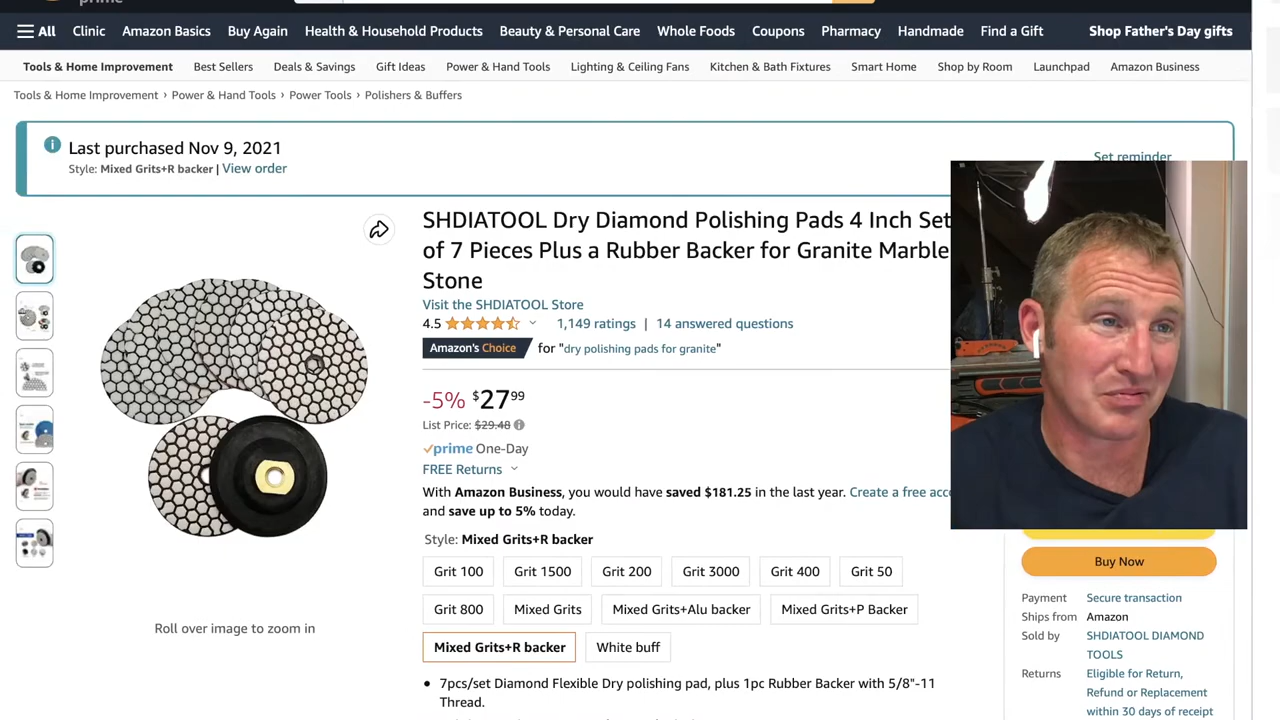 prime
All Clinic Amazon Basics Buy Again Health & Household Products Beauty & Personal Care Whole Foods Coupons Pharmacy Handmade Find a Gift Shop Father's Day gifts
Tools & Home Improvement Best Sellers Deals & Savings Gift Ideas Power & Hand Tools Lighting & Ceiling Fans Kitchen & Bath Fixtures Smart Home Shop by Room Launchpad Amazon Business
Tools & Home Improvement › Power & Hand Tools › Power Tools › Polishers & Buffers
Last purchased Nov 9, 2021
Set reminder
Style: Mixed Grits+R backer | View order
SHDIATOOL Dry Diamond Polishing Pads 4 Inch Set
of 7 Pieces Plus a Rubber Backer for Granite Marble
Stone
Visit the SHDIATOOL Store
4.5 1,149 ratings | 14 answered questions
Amazon's Choice for "dry polishing pads for granite"
-5% $27.99
List Price: $29.48
prime One-Day
FREE Returns
With Amazon Business, you would have saved $181.25 in the last year. Create a free
and save up to 5% today.
Style: Mixed Grits+R backer
Grit 100 Grit 1500 Grit 200 Grit 3000 Grit 400 Grit 50
Grit 800 Mixed Grits Mixed Grits+Alu backer Mixed Grits+P Backer
Mixed Grits+R backer White buff
• 7pcs/set Diamond Flexible Dry polishing pad, plus 1pc Rubber Backer with 5/8"-11
Thread.
Roll over image to zoom in
Buy Now
Payment Secure transaction
Ships from Amazon
Sold by SHDIATOOL DIAMOND
TOOLS
Returns Eligible for Return,
Refund or Replacement
within 30 days of receipt